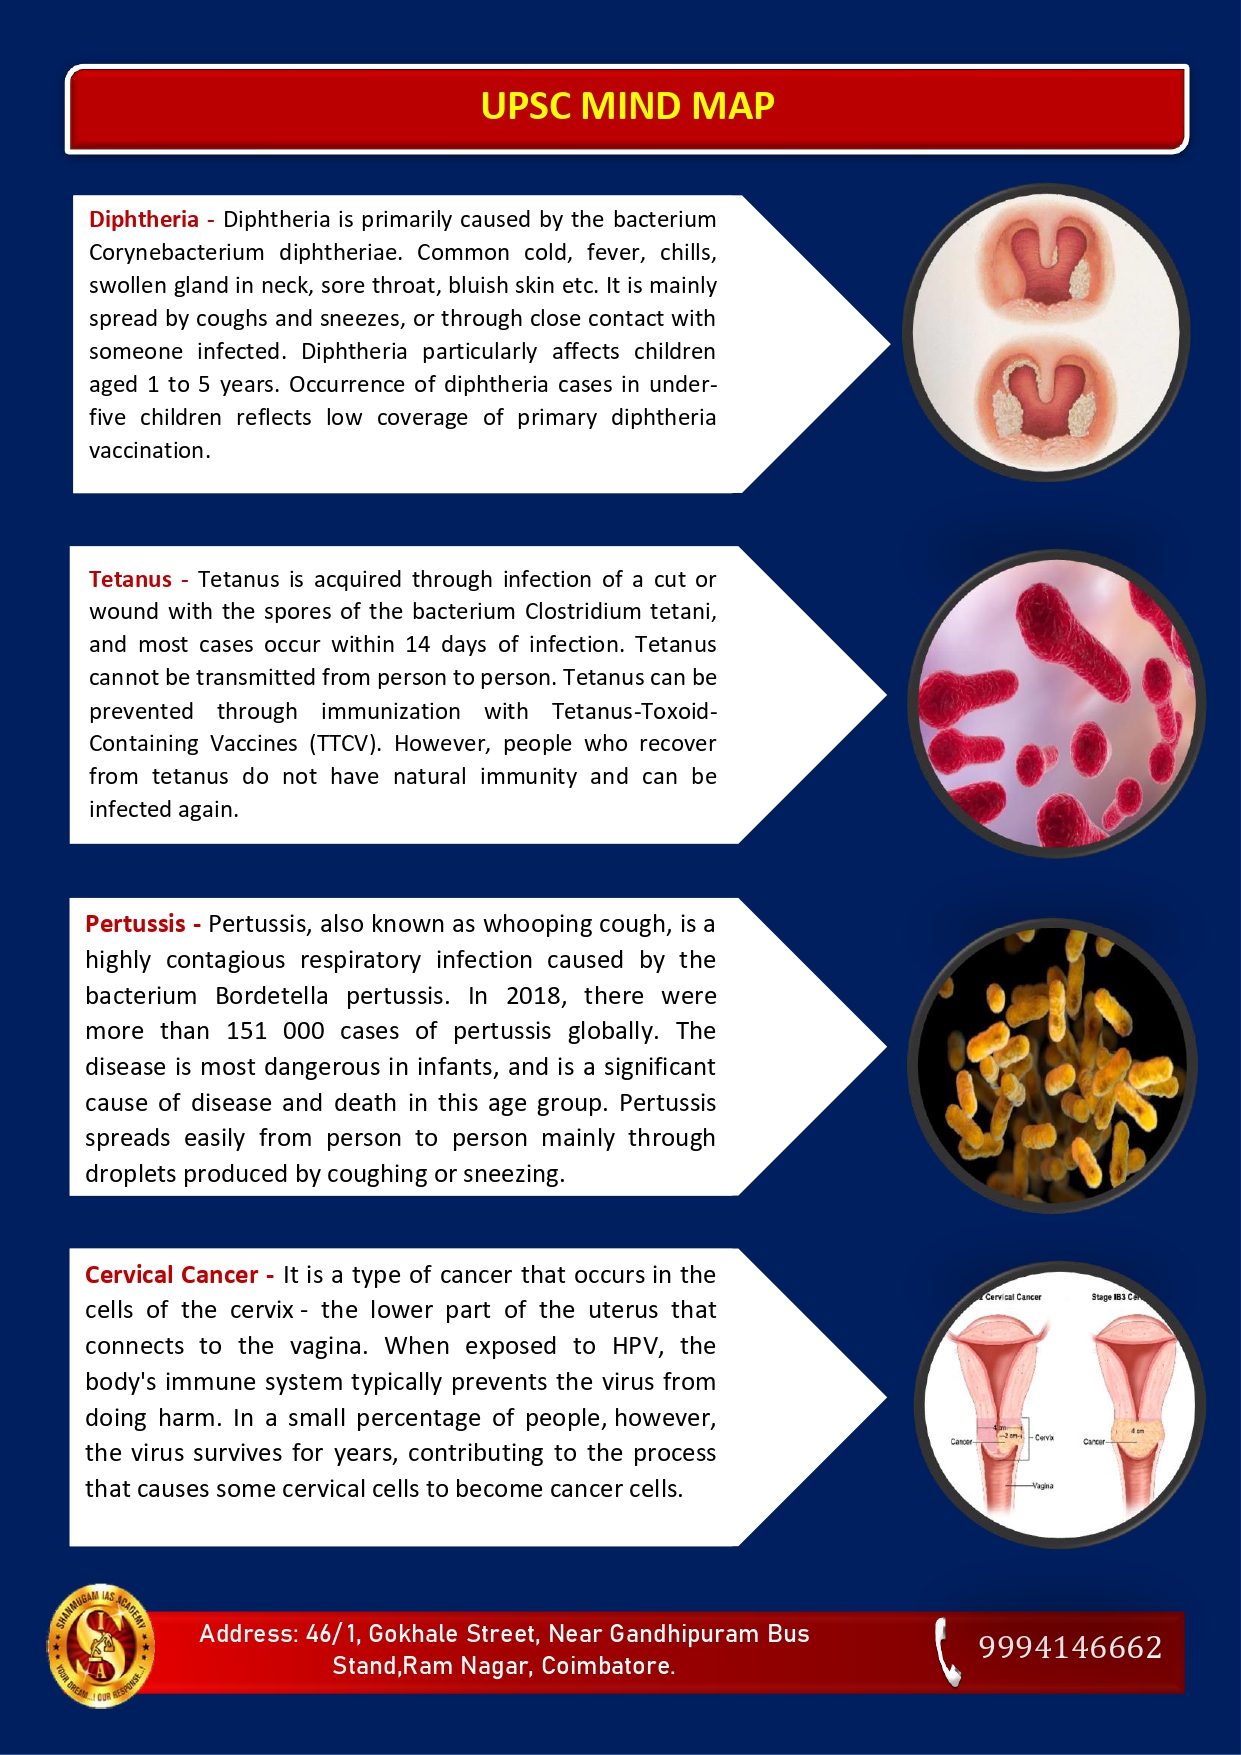 UPSC MIND MAP
Diphtheria - Diphtheria is primarily caused by the bacterium
Corynebacterium diphtheriae. Common cold, fever, chills,
swollen gland in neck, sore throat, bluish skin etc. It is mainly
spread by coughs and sneezes, or through close contact with
someone infected. Diphtheria particularly affects children
aged 1 to 5 years. Occurrence of diphtheria cases in under-
five children reflects low coverage of primary diphtheria
vaccination.
Tetanus - Tetanus is acquired through infection of a cut or
wound with the spores of the bacterium Clostridium tetani,
and most cases occur within 14 days of infection. Tetanus
cannot be transmitted from person to person. Tetanus can be
prevented through immunization with Tetanus-Toxoid-
Containing Vaccines (TTCV). However, people who recover
from tetanus do not have natural immunity and can be
infected again.
Pertussis - Pertussis, also known as whooping cough, is a
highly contagious respiratory infection caused by the
bacterium Bordetella pertussis. In 2018, there were
more than 151 000 cases of pertussis globally. The
disease is most dangerous in infants, and is a significant
cause of disease and death in this age group. Pertussis
spreads easily from person to person mainly through
droplets produced by coughing or sneezing.
Cervical Cancer - It is a type of cancer that occurs in the
cells of the cervix - the lower part of the uterus that
connects to the vagina. When exposed to HPV, the
body's immune system typically prevents the virus from
doing harm. In a small percentage of people, however,
the virus survives for years, contributing to the process
that causes some cervical cells to become cancer cells.
Cervical Cancer
Stage IB3
4 cm
2 cm
Cancer
Cervix
Vagina
Cancer
4 cm
SHANMUGAM IAS ACADEMY
SIA
YOUR DREAM...! OUR RESPONSE...!
Address: 46/1, Gokhale Street, Near Gandhipuram Bus
Stand,Ram Nagar, Coimbatore.
9994146662